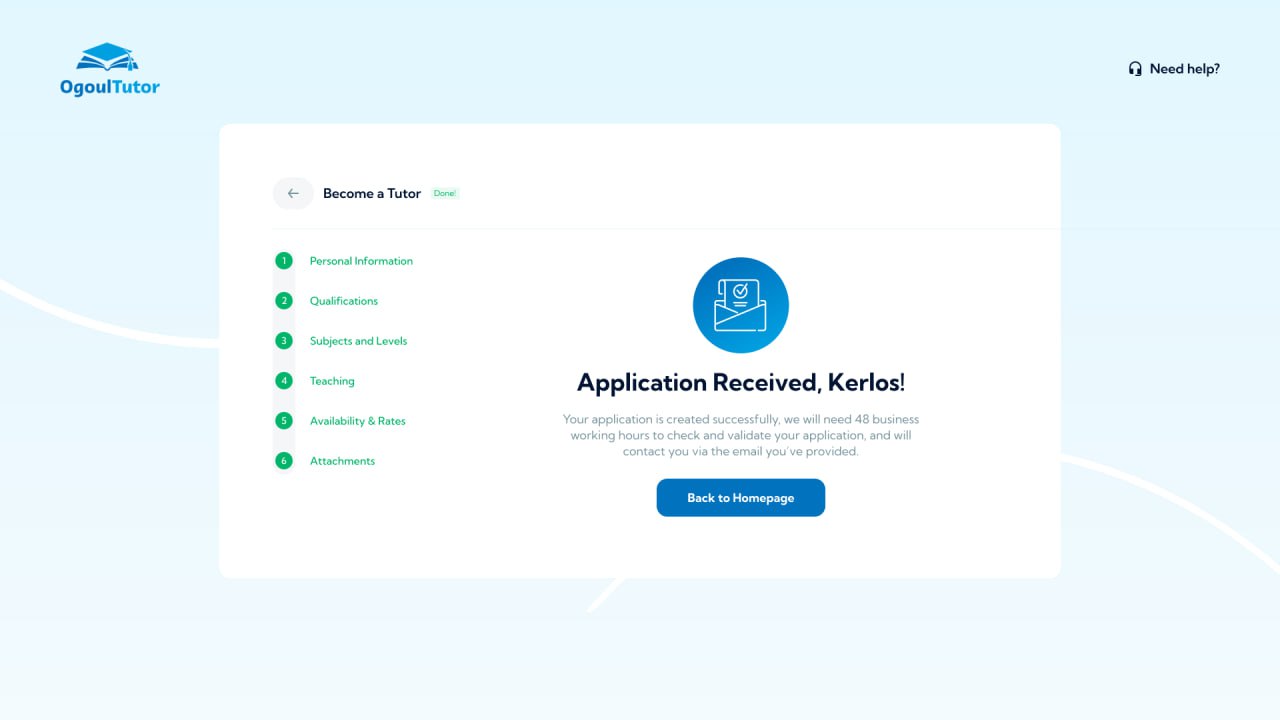 OgoulTutor
Need help?
Become a Tutor Done!
1 Personal Information
2 Qualifications
3 Subjects and Levels
4 Teaching
5 Availability & Rates
6 Attachments
Application Received, Kerlos!
Your application is created successfully, we will need 48 business
working hours to check and validate your application, and will
contact you via the email you've provided.
Back to Homepage